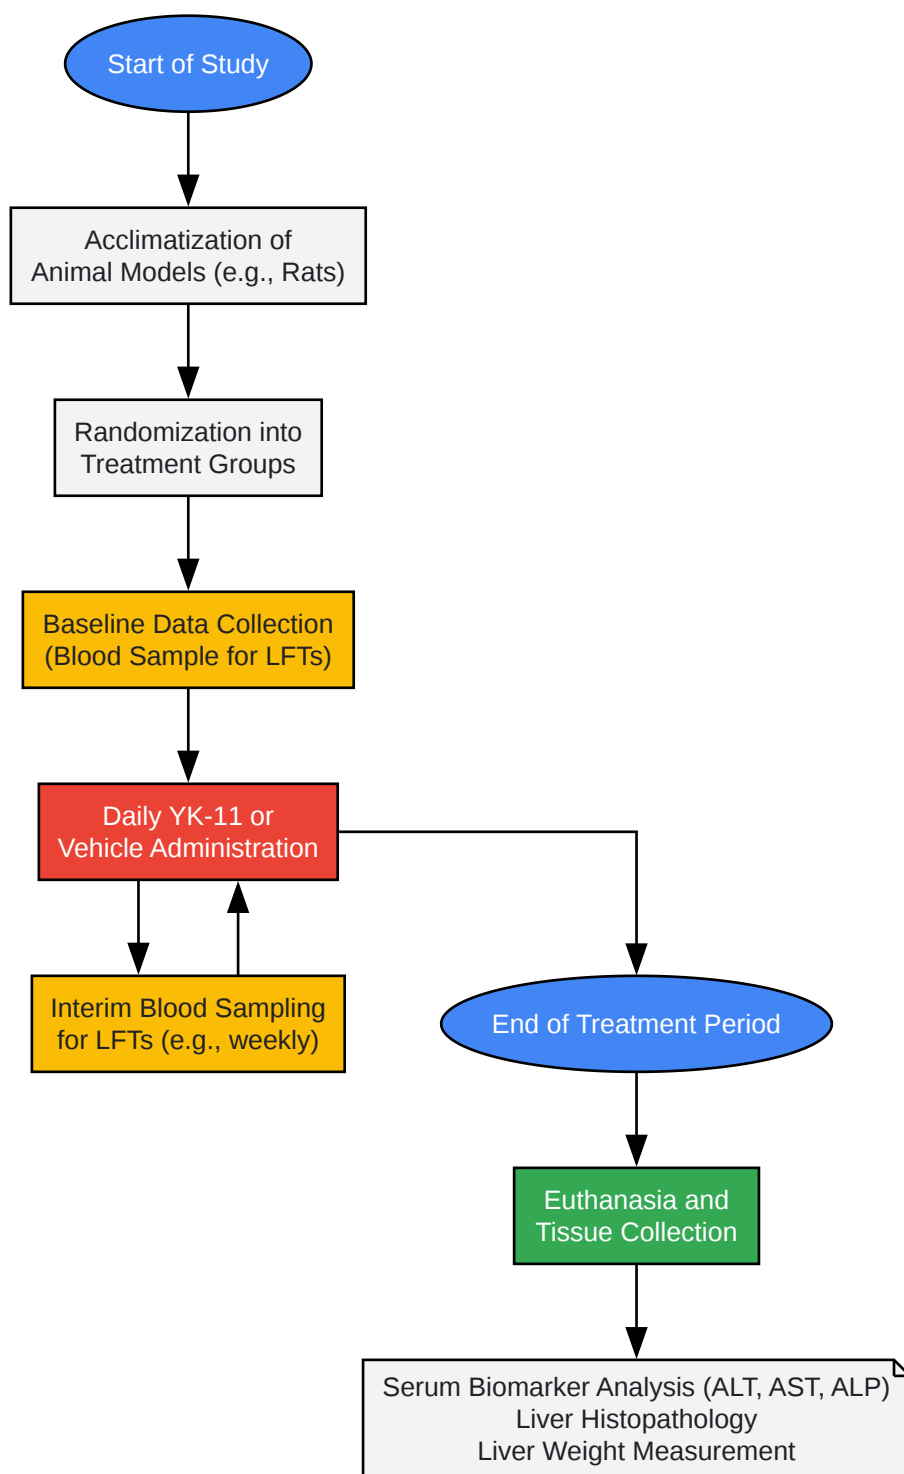 Start of Study
Acclimatization of
Animal Models (e.g., Rats)
Randomization into
Treatment Groups
Baseline Data Collection
(Blood Sample for LFTs)
Daily YK-11 or
Vehicle Administration
Interim Blood Sampling
for LFTs (e.g., weekly)
End of Treatment Period
Euthanasia and
Tissue Collection
Serum Biomarker Analysis (ALT, AST, ALP)
Liver Histopathology
Liver Weight Measurement